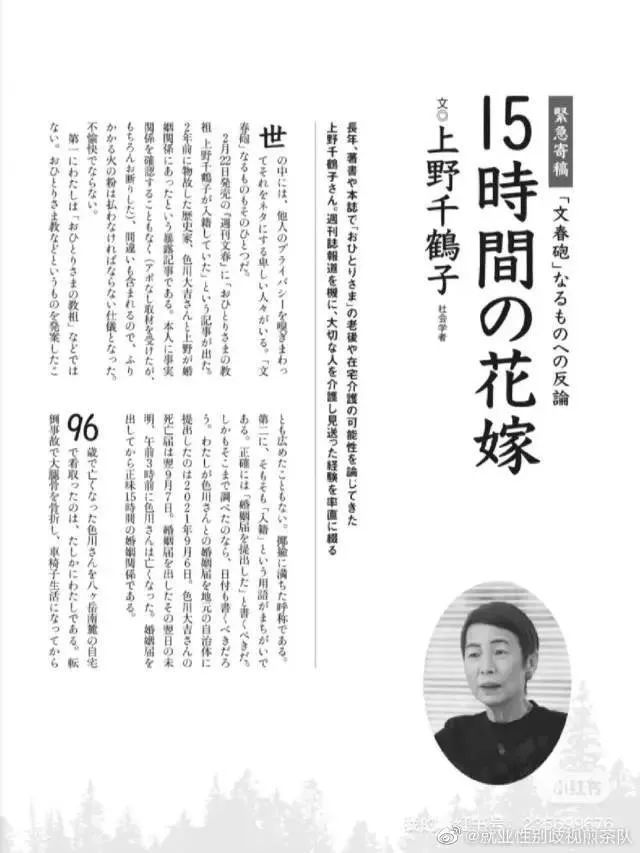 緊急寄稿
「文春砲」なるものへの反論
15時間の花嫁
文◎上野千鶴子 社会学者
長年、著書や本誌で「おひとりさま」の老後や在宅介護の可能性を論じてきた
上野千鶴子さん。週刊誌報道を機に、大切な人を介護し見送った経験を率直に綴る
世の中には、他人のプライバシーを嗅ぎまわっ
てそれをネタにする卑しい人々がいる。「文
春砲」なるものもそのひとつだ。
2月22日発売の『週刊文春』に「おひとりさまの教
祖 上野千鶴子が入籍していた」という記事が出た。
2年前に物故した歴史家、色川大吉と上野が婚
姻関係にあったという暴露記事である。本人に事実
関係を確認することもなく(アポなし取材を受けたが、
もちろんお断りした)、間違いも含まれるので、ふり
かかる火の粉は払わなければならない仕儀となった。
不愉快でならない。
第一にわたしは「おひとりさまの教祖」などでは
ない。おひとりさま教などというものを発案したこ
とも広めたこともない。揶揄に満ちた呼称である。
第二に、そもそも「入籍」という用語がまちがいで
ある。正確には「婚姻届を提出した」と書くべきだ。
しかもそこまで調べたのなら、日付も書くべきだろ
う。わたしが色川さんとの婚姻届を地元の自治体に
提出したのは2021年9月6日。色川大吉さんの
死亡届は翌9月7日。婚姻届を出したその翌日の未
明、午前3時前に色川さんは亡くなった。婚姻届を
出してから正味15時間の婚姻関係である。
96歳で亡くなった色川さんを八ヶ岳南麓の自宅
で看取ったのは、たしかにわたしである。転
倒事故で大腿骨を骨折し、車椅子生活になってから
小红书
@就业性别歧视煎茶队